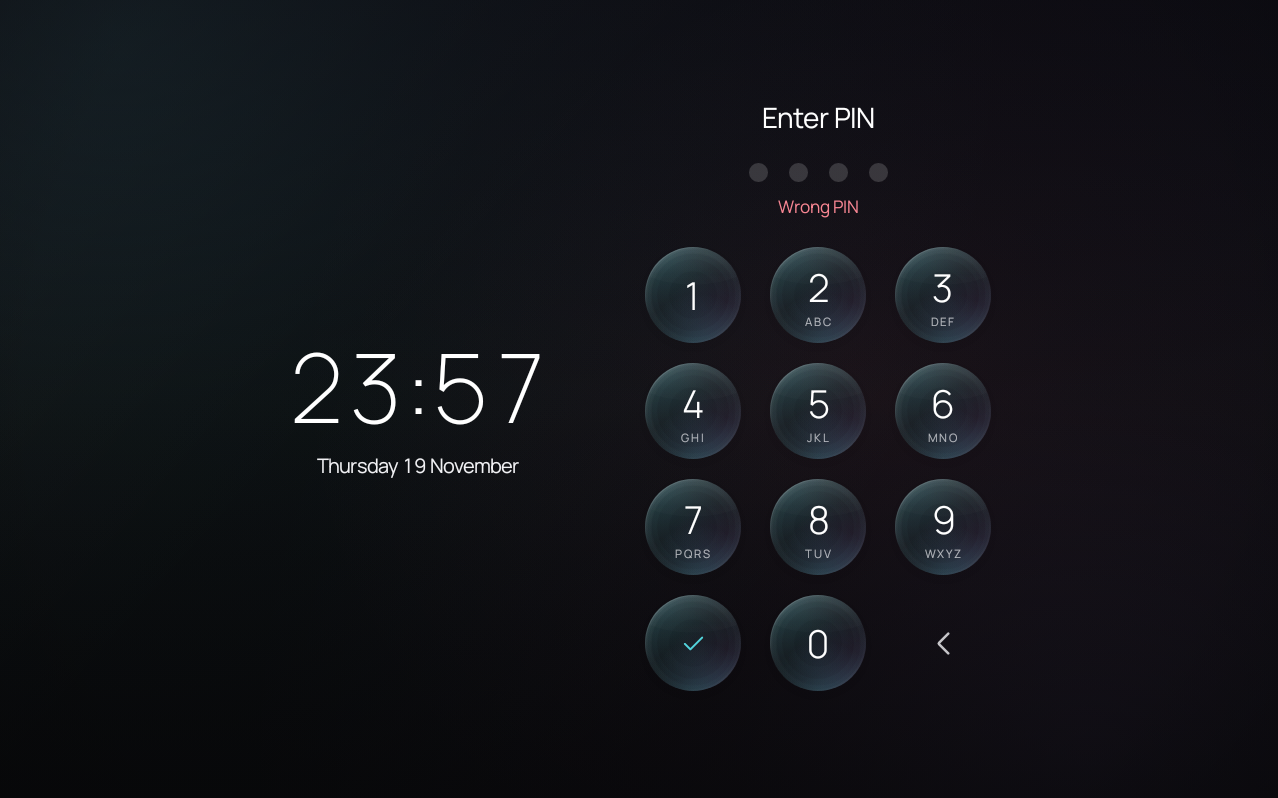 23:57
Thursday 19 November
Enter PIN
Wrong PIN
1 2 3
ABC DEF
4 5 6
GHI JKL MNO
7 8 9
PQRS TUV WXYZ
0